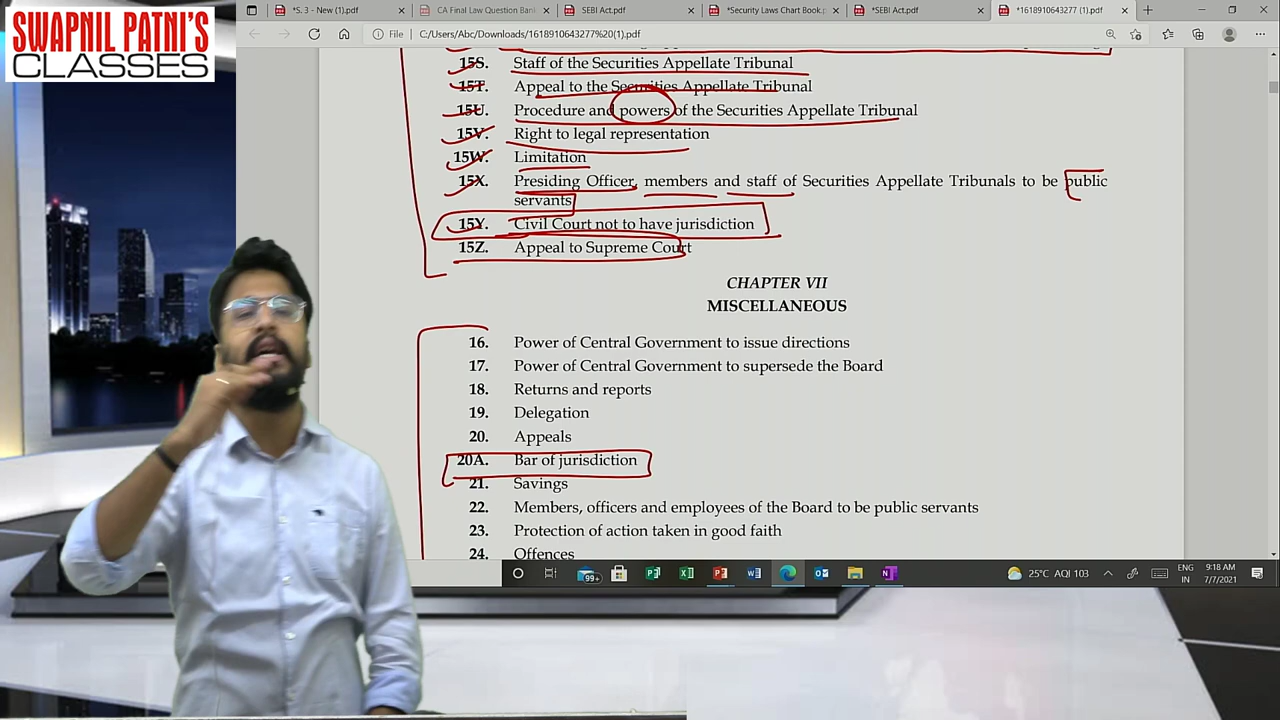 SWAPNIL PATNI'S
CLASSES
*S. 3 - New (1).pdf
CA Final Law Question Ban
SEBI Act.pdf
*Security Laws Chart Book.p
*SEBI Act.pdf
*1618910643277 (1).pdf
File
C:/Users/Abc/Downloads/1618910643277%20(1).pdf
15S. Staff of the Securities Appellate Tribunal
15T. Appeal to the Securities Appellate Tribunal
15U. Procedure and powers of the Securities Appellate Tribunal
15V. Right to legal representation
15W. Limitation
15X. Presiding Officer, members and staff of Securities Appellate Tribunals to be public
servants
15Y. Civil Court not to have jurisdiction
15Z. Appeal to Supreme Court
CHAPTER VII
MISCELLANEOUS
16. Power of Central Government to issue directions
17. Power of Central Government to supersede the Board
18. Returns and reports
19. Delegation
20. Appeals
20A. Bar of jurisdiction
21. Savings
22. Members, officers and employees of the Board to be public servants
23. Protection of action taken in good faith
24. Offences
99+
25°C AQI 103
ENG
IN
9:18 AM
7/7/2021